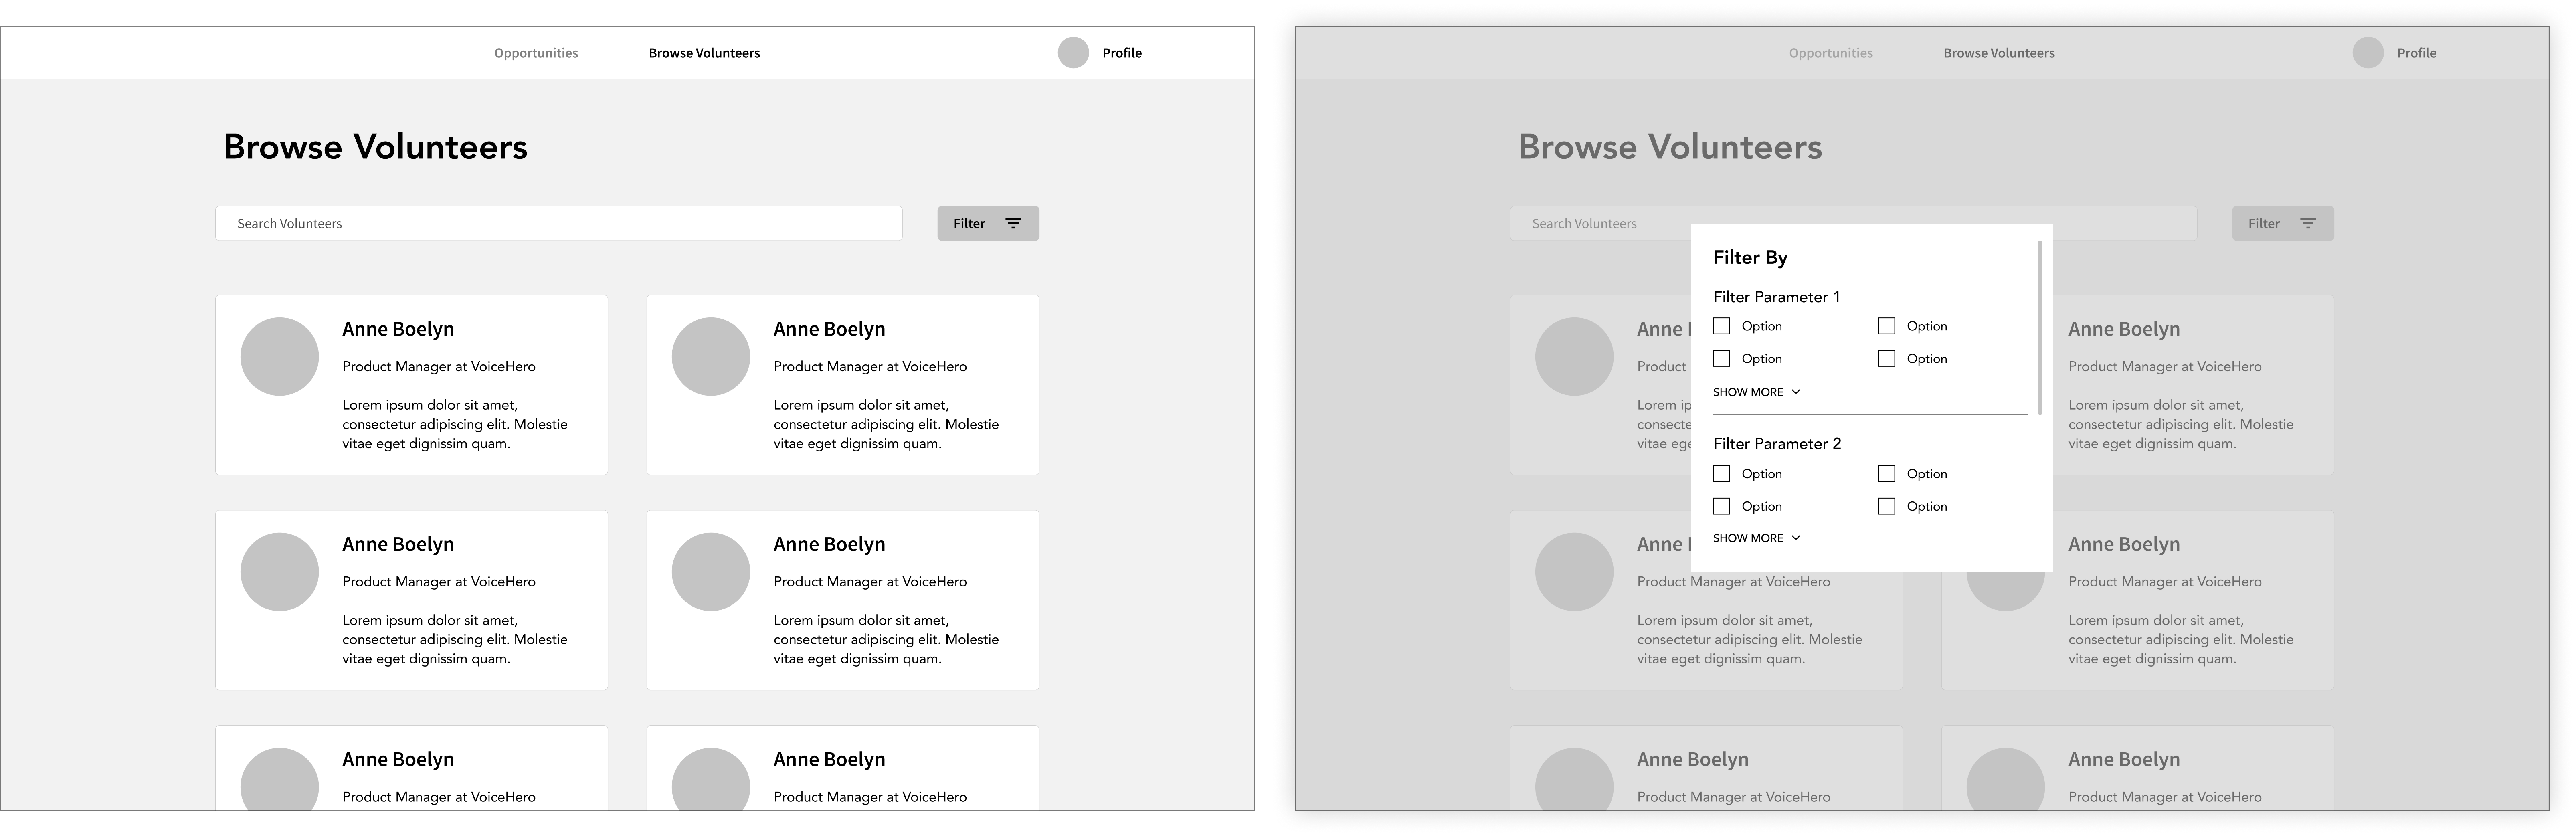 Opportunities Browse Volunteers Profile
Browse Volunteers
Search Volunteers Filter
Anne Boelyn
Product Manager at VoiceHero
Lorem ipsum dolor sit amet,
consectetur adipiscing elit. Molestie
vitae eget dignissim quam.
Anne Boelyn
Product Manager at VoiceHero
Lorem ipsum dolor sit amet,
consectetur adipiscing elit. Molestie
vitae eget dignissim quam.
Anne Boelyn
Product Manager at VoiceHero
Lorem ipsum dolor sit amet,
consectetur adipiscing elit. Molestie
vitae eget dignissim quam.
Anne Boelyn
Product Manager at VoiceHero
Lorem ipsum dolor sit amet,
consectetur adipiscing elit. Molestie
vitae eget dignissim quam.
Anne Boelyn
Product Manager at VoiceHero
Anne Boelyn
Product Manager at VoiceHero
Opportunities Browse Volunteers Profile
Browse Volunteers
Search Volunteers Filter
Filter By
Filter Parameter 1
Option Option
Option Option
SHOW MORE
Filter Parameter 2
Option Option
Option Option
SHOW MORE
Anne
Product
Lorem
vitae
Anne Boelyn
Product Manager at VoiceHero
Lorem ipsum dolor sit amet,
consectetur adipiscing elit. Molestie
vitae eget dignissim quam.
Anne
Product Manager at VoiceHero
Lorem ipsum dolor sit amet,
consectetur adipiscing elit. Molestie
vitae eget dignissim quam.
Anne Boelyn
Product Manager at VoiceHero
Lorem ipsum dolor sit amet,
consectetur adipiscing elit. Molestie
vitae eget dignissim quam.
Anne Boelyn
Product Manager at VoiceHero
Anne Boelyn
Product Manager at VoiceHero